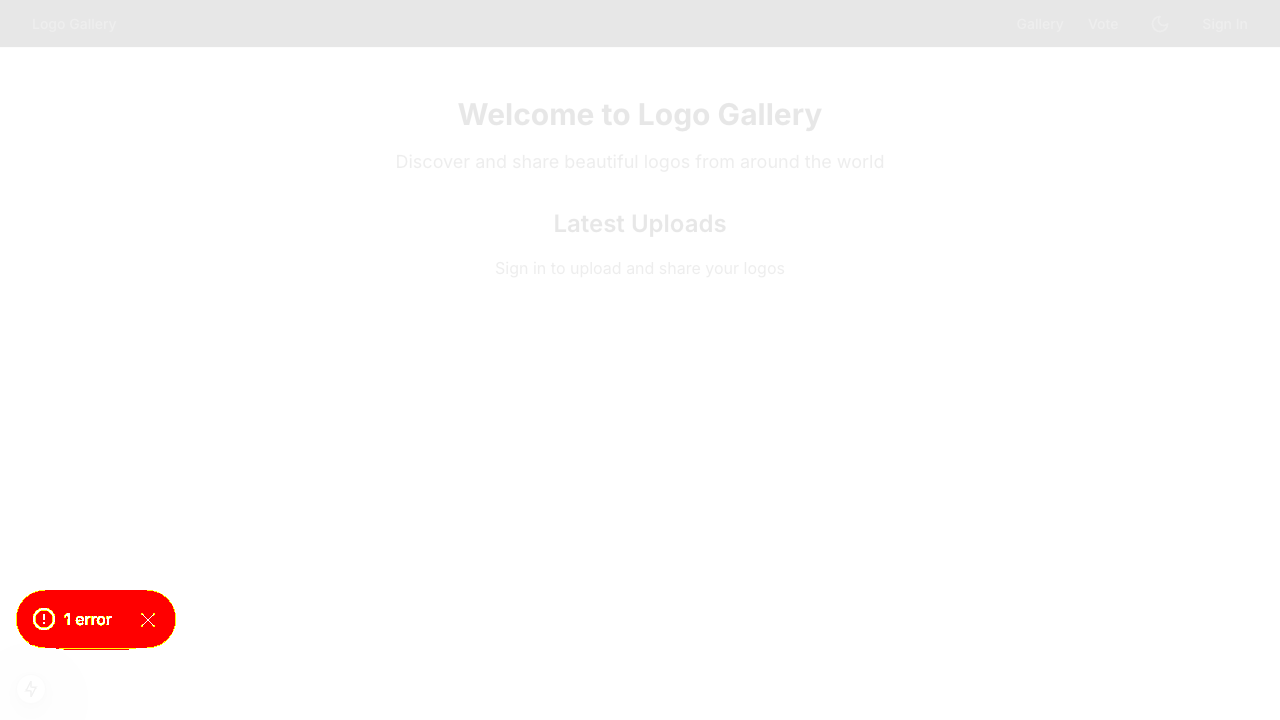 Logo Gallery
Gallery
Vote
Sign In
Welcome to Logo Gallery
Discover and share beautiful logos from around the world
Latest Uploads
Sign in to upload and share your logos
1 error